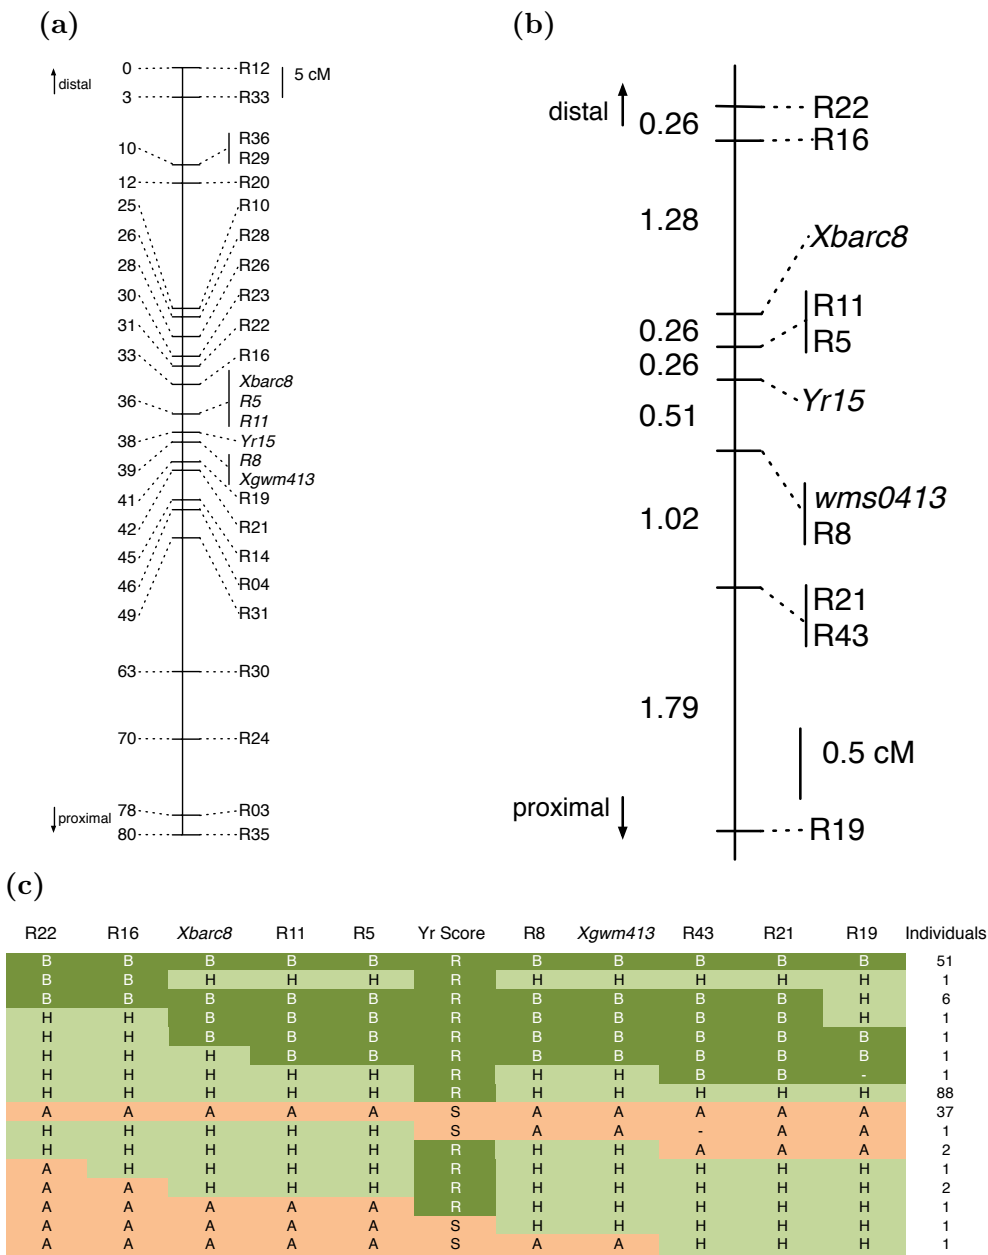 (a)
distal
0 R12
5 cM
3 R33
R36
10
R29
12 R20
25 R10
26 R28
28 R26
30 R23
31 R22
33 R16
Xbarc8
36 R5
R11
38 Yr15
R8
39
Xgwm413
41 R19
42 R21
45 R14
46 R04
49 R31
63 R30
70 R24
78 R03
proximal
80 R35
(b)
distal
R22
0.26
R16
1.28
Xbarc8
R11
0.26
R5
0.26
Yr15
0.51
wms0413
1.02
R8
R21
R43
1.79
0.5 cM
proximal
R19
(c)
R22 R16 Xbarc8 R11 R5 Yr Score R8 Xgwm413 R43 R21 R19 Individuals
B B B B B R B B B B B 51
B B H H H R H H H H H 1
B B B B B R B B B B H 6
H H B B B R B B B B H 1
H H B B B R B B B B B 1
H H H B B R B B B B B 1
H H H H H R H H B B - 1
H H H H H R H H H H H 88
A A A A A S A A A A A 37
H H H H H S A A - A A 1
H H H H H R H H A A A 2
A H H H H R H H H H H 1
A A H H H R H H H H H 2
A A A A A R H H H H H 1
A A A A A S H H H H H 1
A A A A A S A A H H H 1